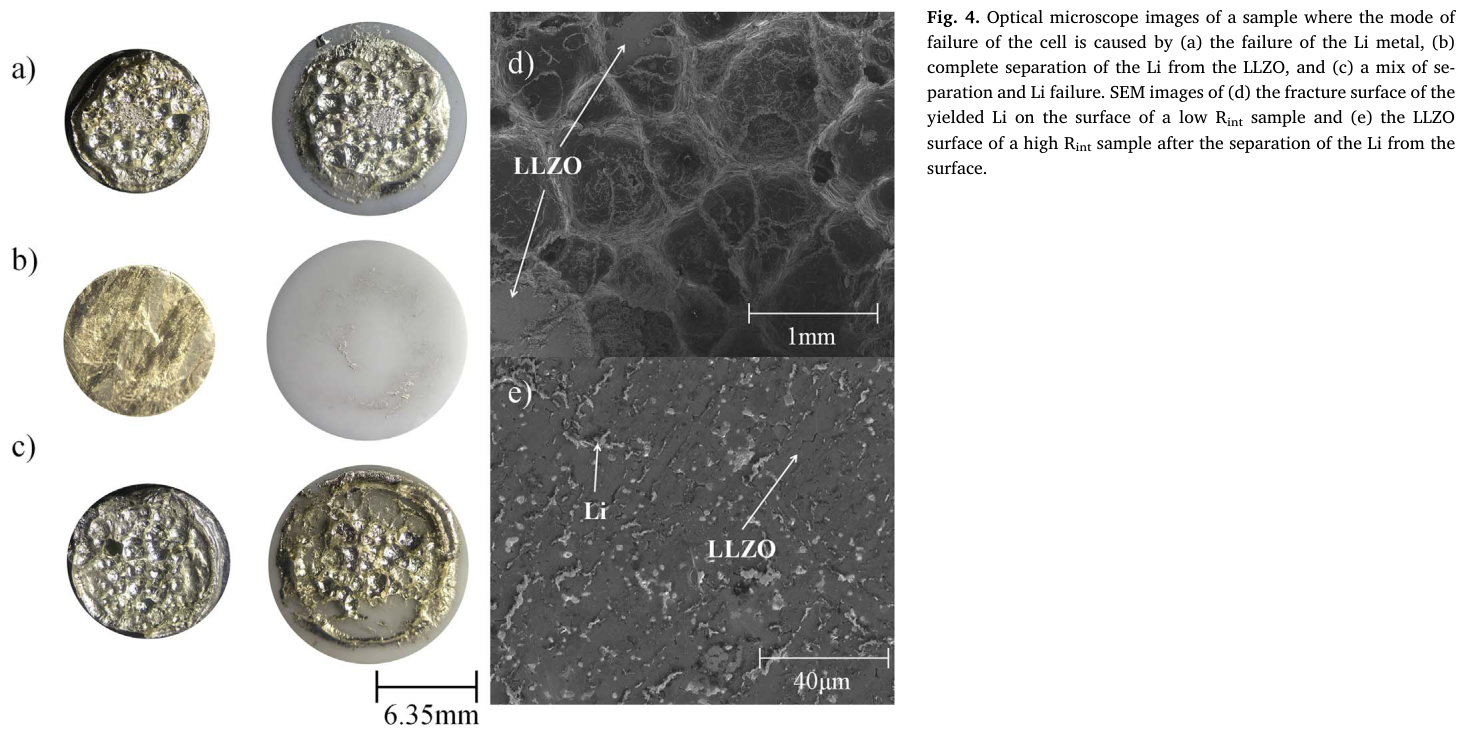 a)
b)
c)
6.35mm
d)
LLZO
1mm
e)
Li
LLZO
40μm
Fig. 4. Optical microscope images of a sample where the mode of
failure of the cell is caused by (a) the failure of the Li metal, (b)
complete separation of the Li from the LLZO, and (c) a mix of se-
paration and Li failure. SEM images of (d) the fracture surface of the
yielded Li on the surface of a low Rint sample and (e) the LLZO
surface of a high Rint sample after the separation of the Li from the
surface.